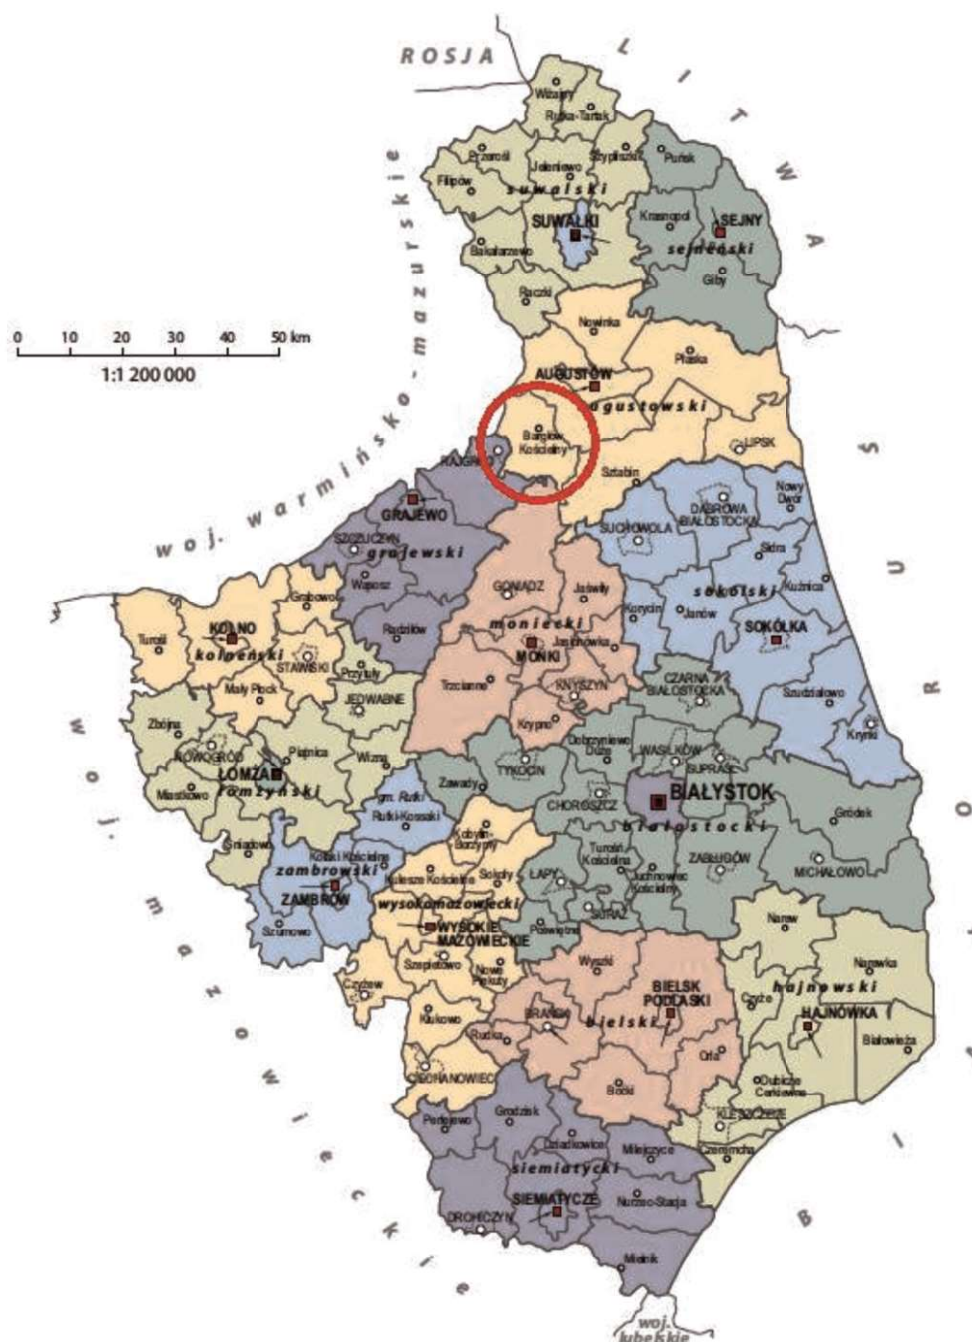 ROSJA
LITWA
Wiżajny
Rutka-Tartak
Przerośl
Szypliszki
Puńsk
Jeleniewo
Filipów
suwalski
SUWAŁKI
Krasnopol
SEJNY
sejneński
Bakałarzewo
Giby
Raczki
woj. warmińsko-mazurskie
Nowinka
0 10 20 30 40 50 km
1:1 200 000
Płaska
AUGUSTÓW
ugustowski
Bargłów
Kościelny
LIPSK
RAJGRÓD
Sztabin
GRAJEWO
Nowy
Dwór
DĄBROWA
BIAŁOSTOCKA
SUCHOWOLA
SZCZUCZYN
grajewski
Sidra
Wąsosz
GONIĄDZ
Jaświły
sokólski
Kuźnica
Grabowo
Korycin
Janów
Radziłów
moniecki
SOKÓŁKA
Turośl
KOLNO
kolneński
MOŃKI
Jasionówka
STAWISKI
Przytuły
Trzcianne
KNYSZYN
CZARNA
BIAŁOSTOCKA
Szudziałowo
Mały Płock
JEDWABNE
Krypno
Krynki
Zbójna
NOWOGRÓD
Piątnica
Wizna
Dobrzyniewo
Duże
WASILKÓW
SUPRAŚL
ŁOMŻA
łomżyński
TYKOCIN
Zawady
Miastkowo
CHOROSZCZ
BIAŁYSTOK
białostocki
Gródek
gm. Rutki
Rutki-Kossaki
Kobylin-
Borzymy
Śniadowo
Kołaki Kościelne
zambrowski
Kulesze Kościelne
Sokoły
Turośń
Kościelna
ŁAPY
Juchnowiec
Kościelny
ZABŁUDÓW
MICHAŁOWO
ZAMBRÓW
wysokomazowiecki
SURAŻ
Szumowo
WYSOKIE
MAZOWIECKIE
Poświętne
Narew
Szepietowo
Nowe
Piekuty
Wyszki
Narewka
Czyżew
BIELSK
PODLASKI
Czyże
hajnowski
Klukowo
BRAŃSK
bielski
HAJNÓWKA
Rudka
Białowieża
CIECHANOWIEC
Orla
Boćki
Dubicze
Cerkiewne
Perlejewo
Grodzisk
KLESZCZELE
Dziadkowice
Milejczyce
Czeremcha
siemiatycki
SIEMIATYCZE
Nurzec-Stacja
DROHICZYN
Mielnik
woj. mazowieckie
woj.
lubelskie